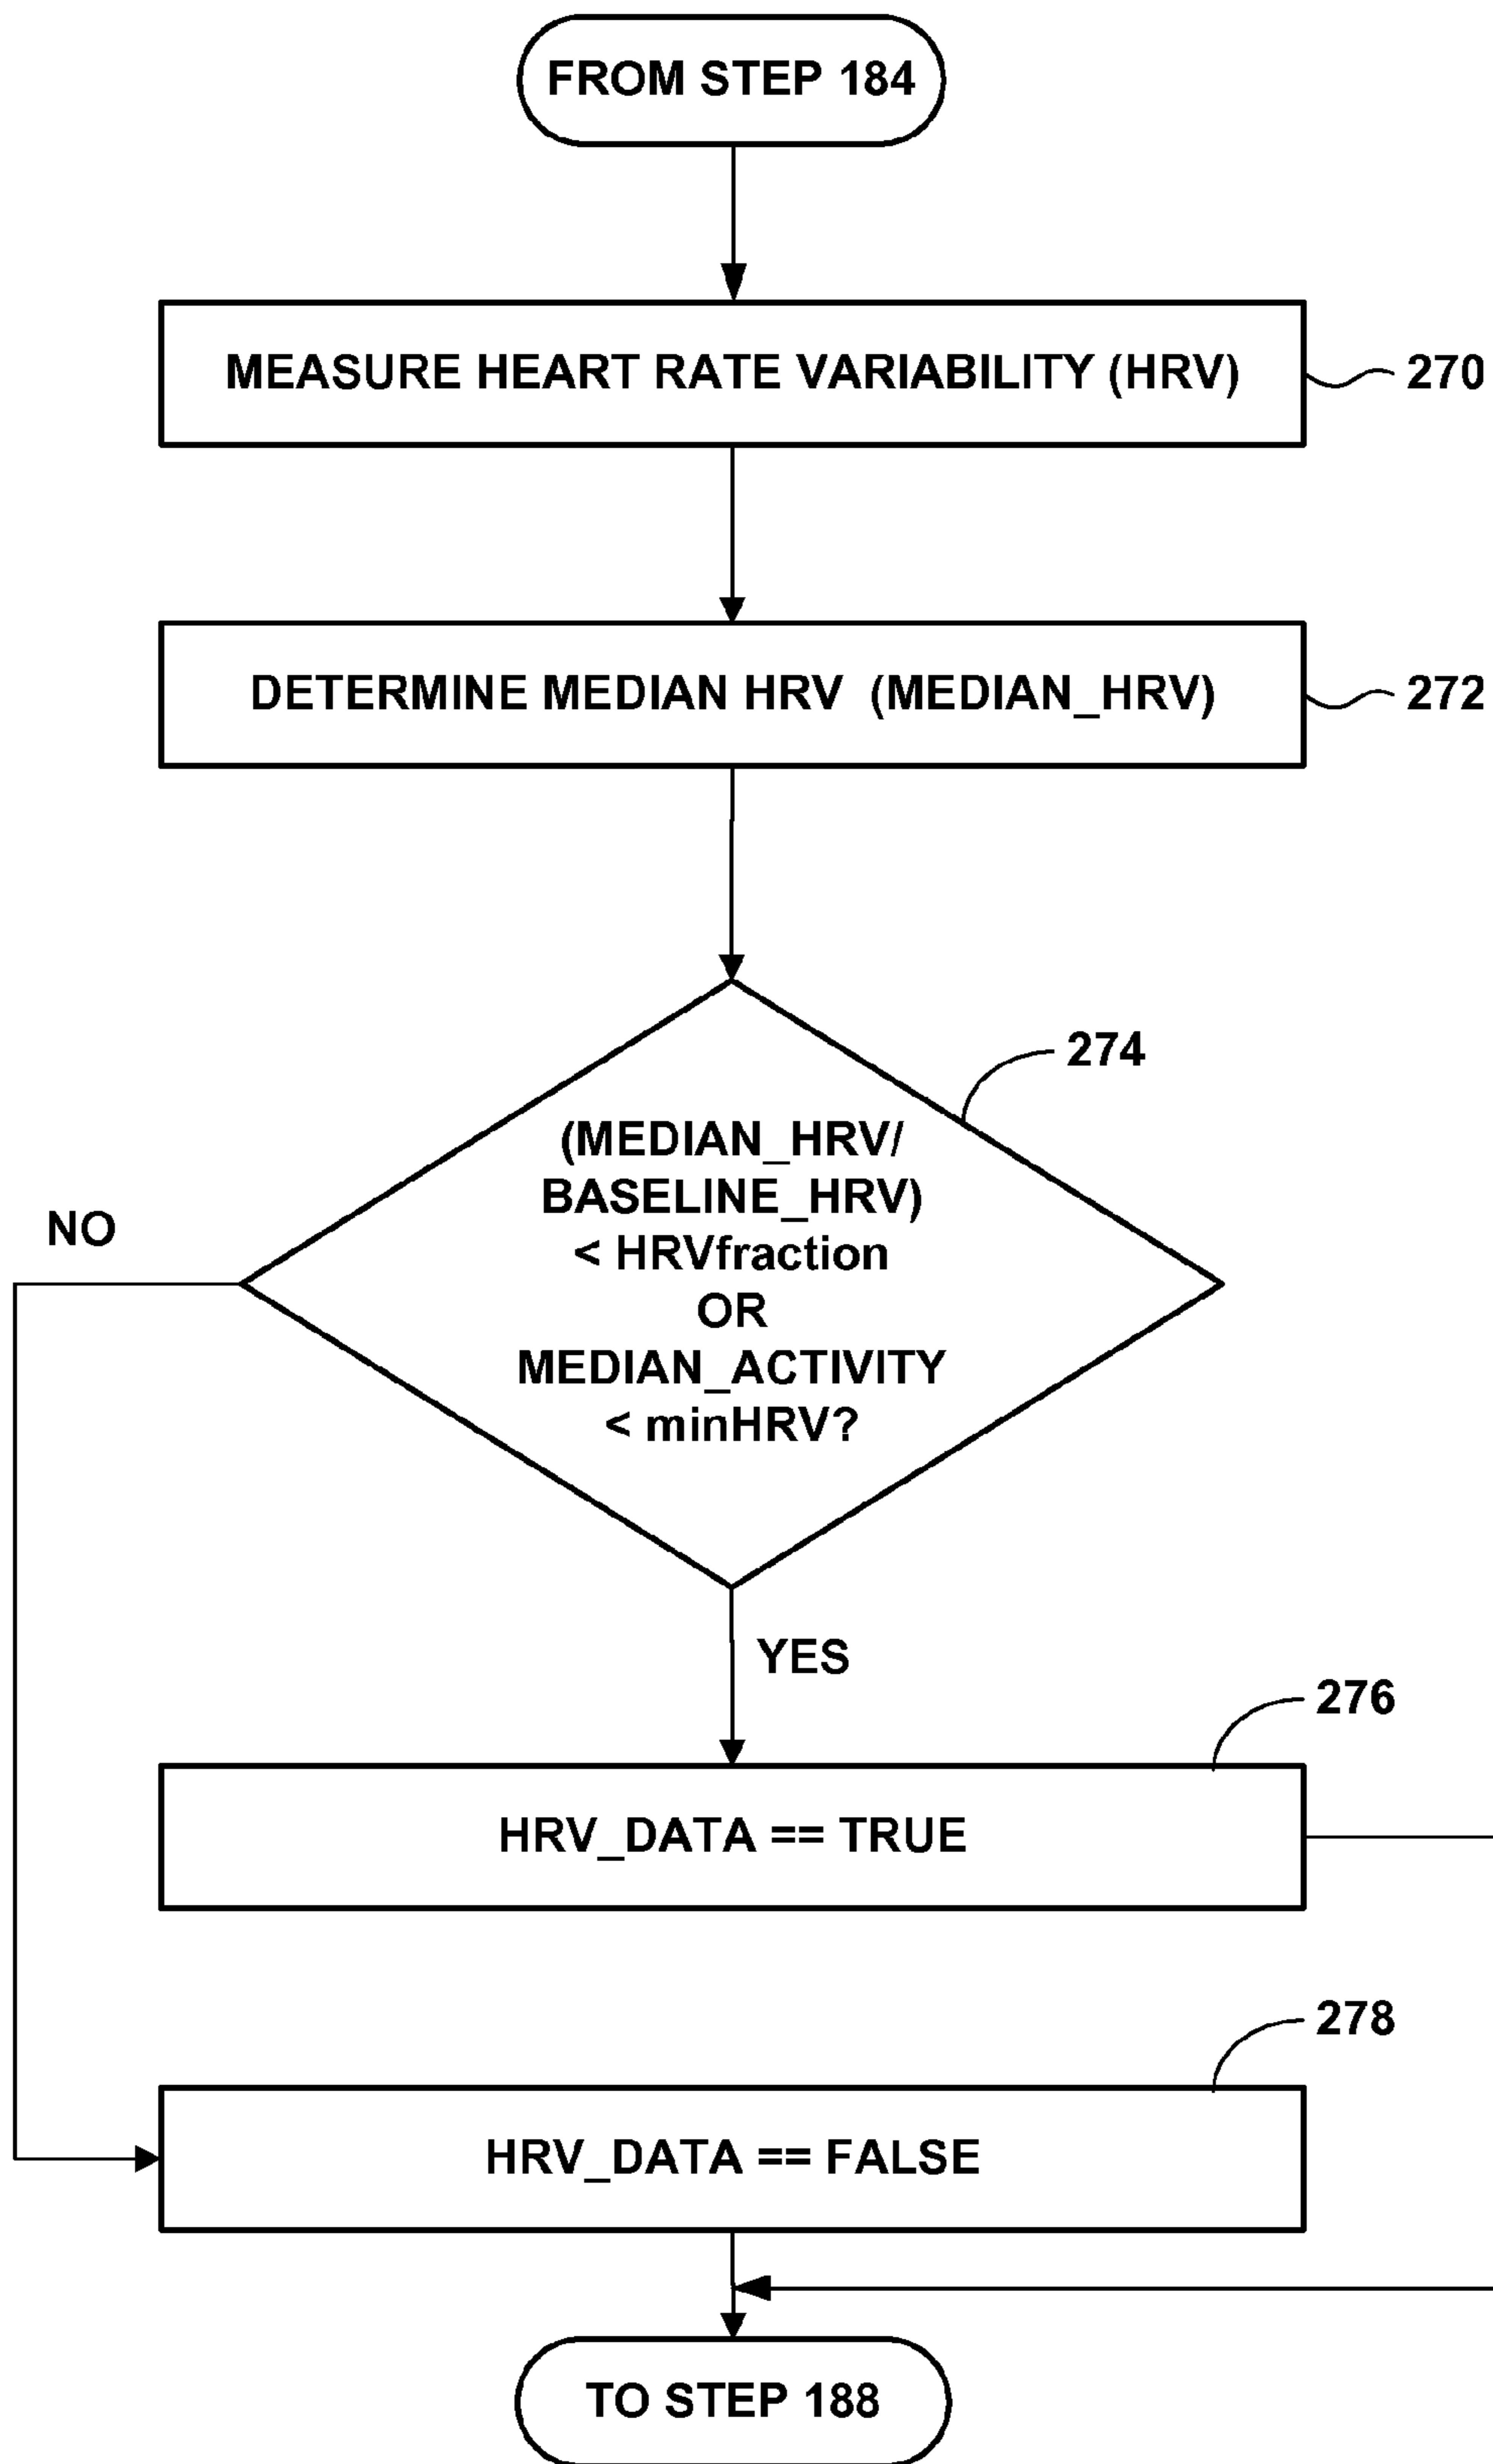 FROM STEP 184
MEASURE HEART RATE VARIABILITY (HRV)
270
DETERMINE MEDIAN HRV (MEDIAN_HRV)
272
274
(MEDIAN_HRV/
BASELINE_HRV)
< HRVfraction
OR
MEDIAN_ACTIVITY
< minHRV?
NO
YES
276
HRV_DATA == TRUE
278
HRV_DATA == FALSE
TO STEP 188